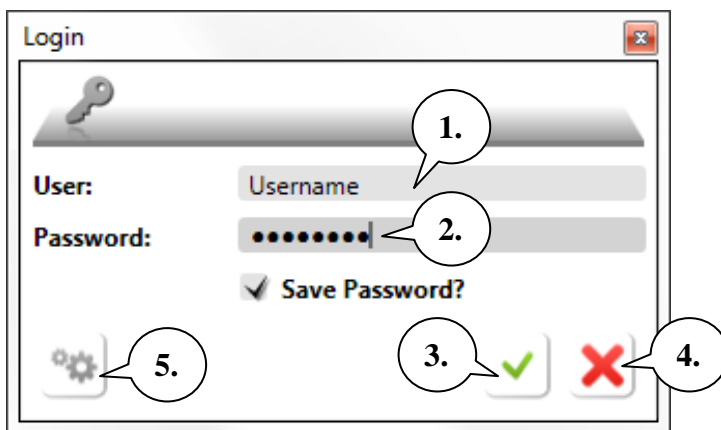 Login
1.
User: Username
Password: ●●●●●●●● 2.
Save Password?
5. 3. 4.